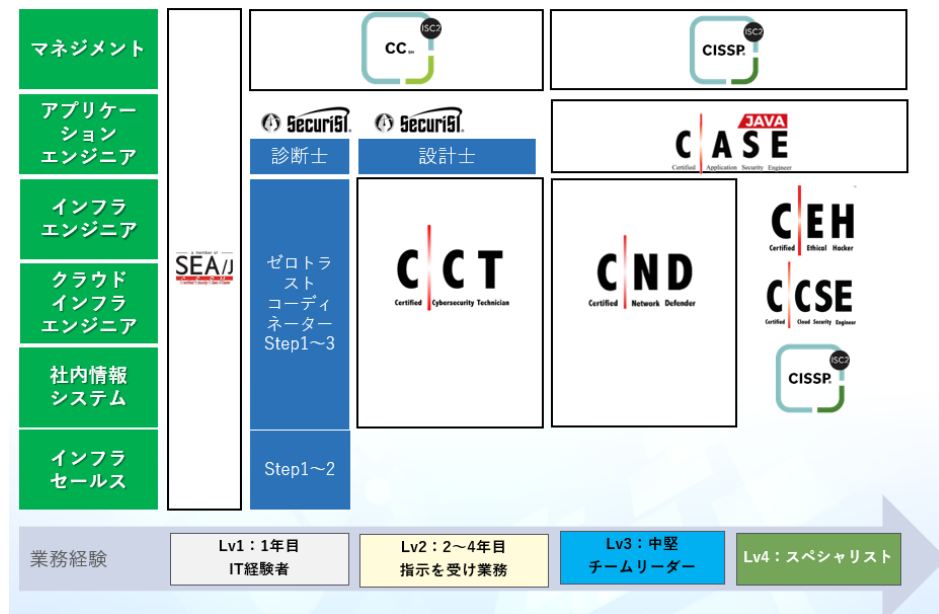 マネジメント
CC SM
ISC2
CISSP®
ISC2
アプリケー
ション
エンジニア
SecuriST®
SecuriST®
診断士
設計士
CASE
JAVA
Certified Application Security Engineer
インフラ
エンジニア
クラウド
インフラ
エンジニア
社内情報
システム
インフラ
セールス
a member of
SEA/J
ゼロトラ
スト
コーディ
ネーター
Step1～3
Step1～2
CCT
Certified Cybersecurity Technician
CND
Certified Network Defender
CEH
Certified Ethical Hacker
CCSE
Certified Cloud Security Engineer
CISSP®
ISC2
業務経験
Lv1：1年目
IT経験者
Lv2：2～4年目
指示を受け業務
Lv3：中堅
チームリーダー
Lv4：スペシャリスト